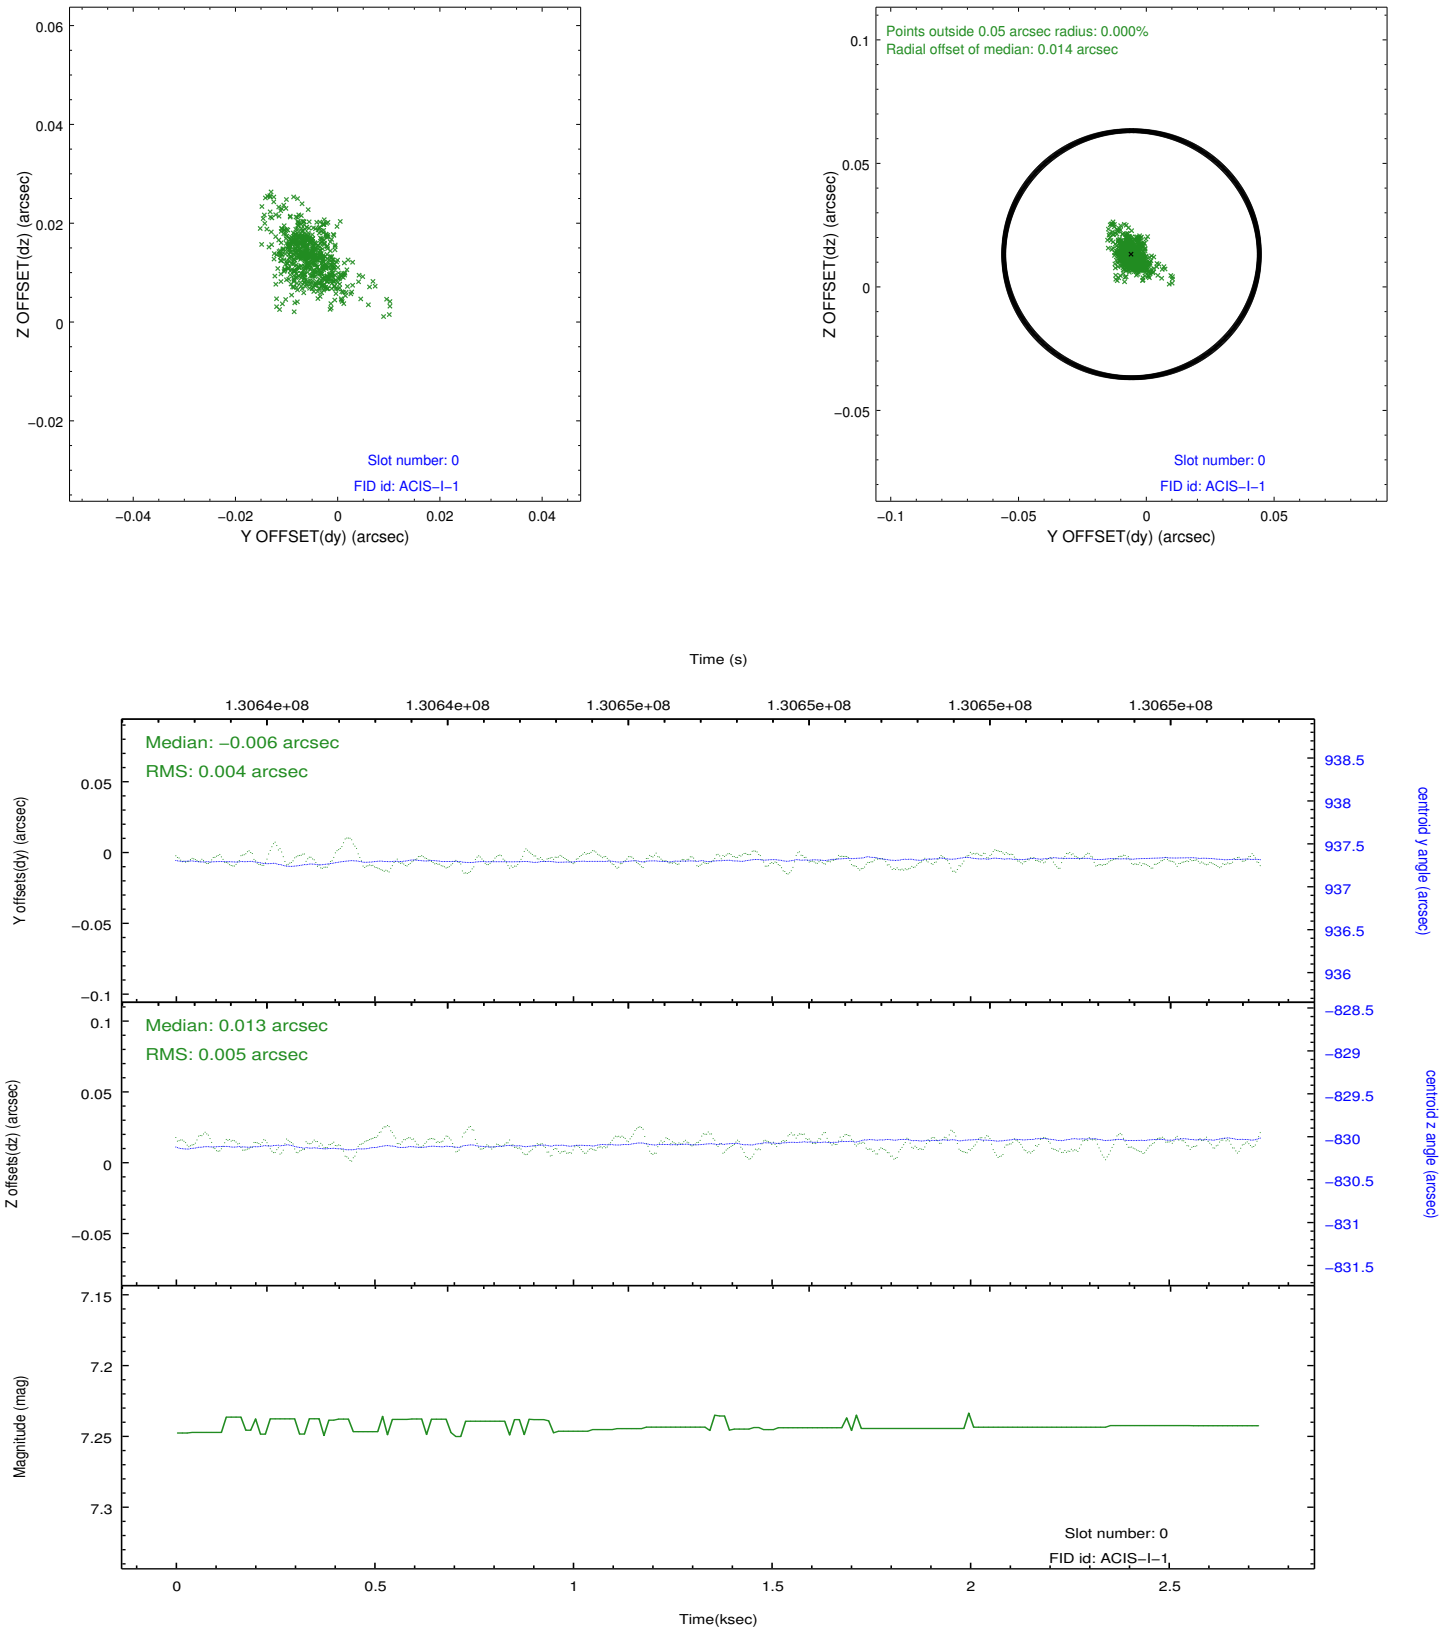 0.06
0.04
0.02
0
−0.02
Z OFFSET(dz) (arcsec)
Slot number: 0
FID id: ACIS−I−1
−0.04
−0.02
0
0.02
0.04
Y OFFSET(dy) (arcsec)
Points outside 0.05 arcsec radius: 0.000%
Radial offset of median: 0.014 arcsec
0.1
0.05
0
−0.05
Z OFFSET(dz) (arcsec)
Slot number: 0
FID id: ACIS−I−1
−0.1
−0.05
0
0.05
Y OFFSET(dy) (arcsec)
Time (s)
1.3064e+08
1.3064e+08
1.3065e+08
1.3065e+08
1.3065e+08
1.3065e+08
Median: −0.006 arcsec
RMS: 0.004 arcsec
0.05
0
−0.05
−0.1
Y offsets(dy) (arcsec)
938.5
938
937.5
937
936.5
936
centroid y angle (arcsec)
Median: 0.013 arcsec
RMS: 0.005 arcsec
0.1
0.05
0
−0.05
Z offsets(dz) (arcsec)
−828.5
−829
−829.5
−830
−830.5
−831
−831.5
centroid z angle (arcsec)
7.15
7.2
7.25
7.3
Magnitude (mag)
Slot number: 0
FID id: ACIS−I−1
0
0.5
1
1.5
2
2.5
Time(ksec)